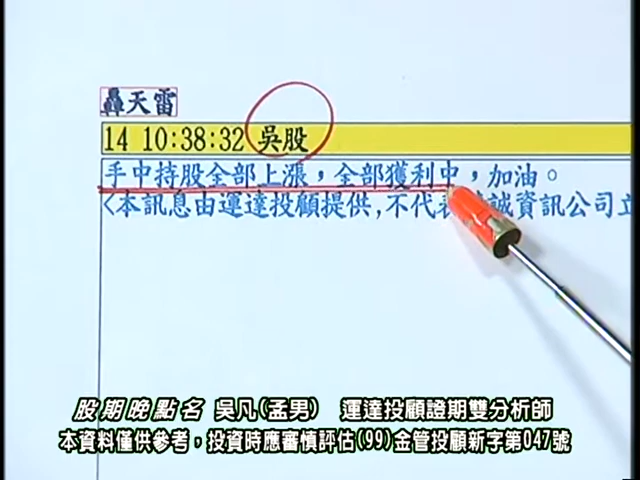 轟天雷
14 10:38:32 吳股
手中持股全部上漲，全部獲利中，加油。
<本訊息由運達投顧提供,不代表 誠資訊公司立
股期晚點名 吳凡(孟男) 運達投顧證期雙分析師
本資料僅供參考，投資時應審慎評估(99)金管投顧新字第047號